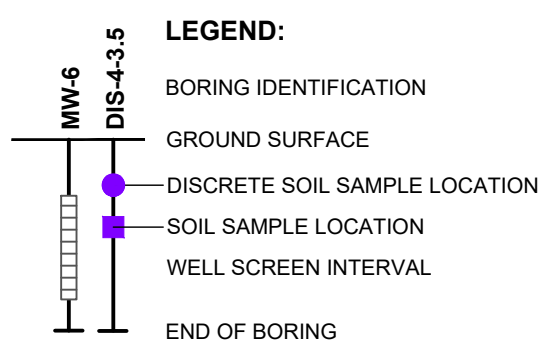 LEGEND:
MW-6
DIS-4-3.5
BORING IDENTIFICATION
GROUND SURFACE
DISCRETE SOIL SAMPLE LOCATION
SOIL SAMPLE LOCATION
WELL SCREEN INTERVAL
END OF BORING